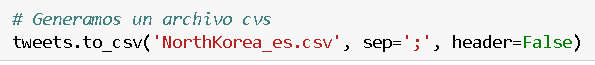 # Generamos un archivo cvs
tweets.to_csv('NorthKorea_es.csv', sep=';', header=False)